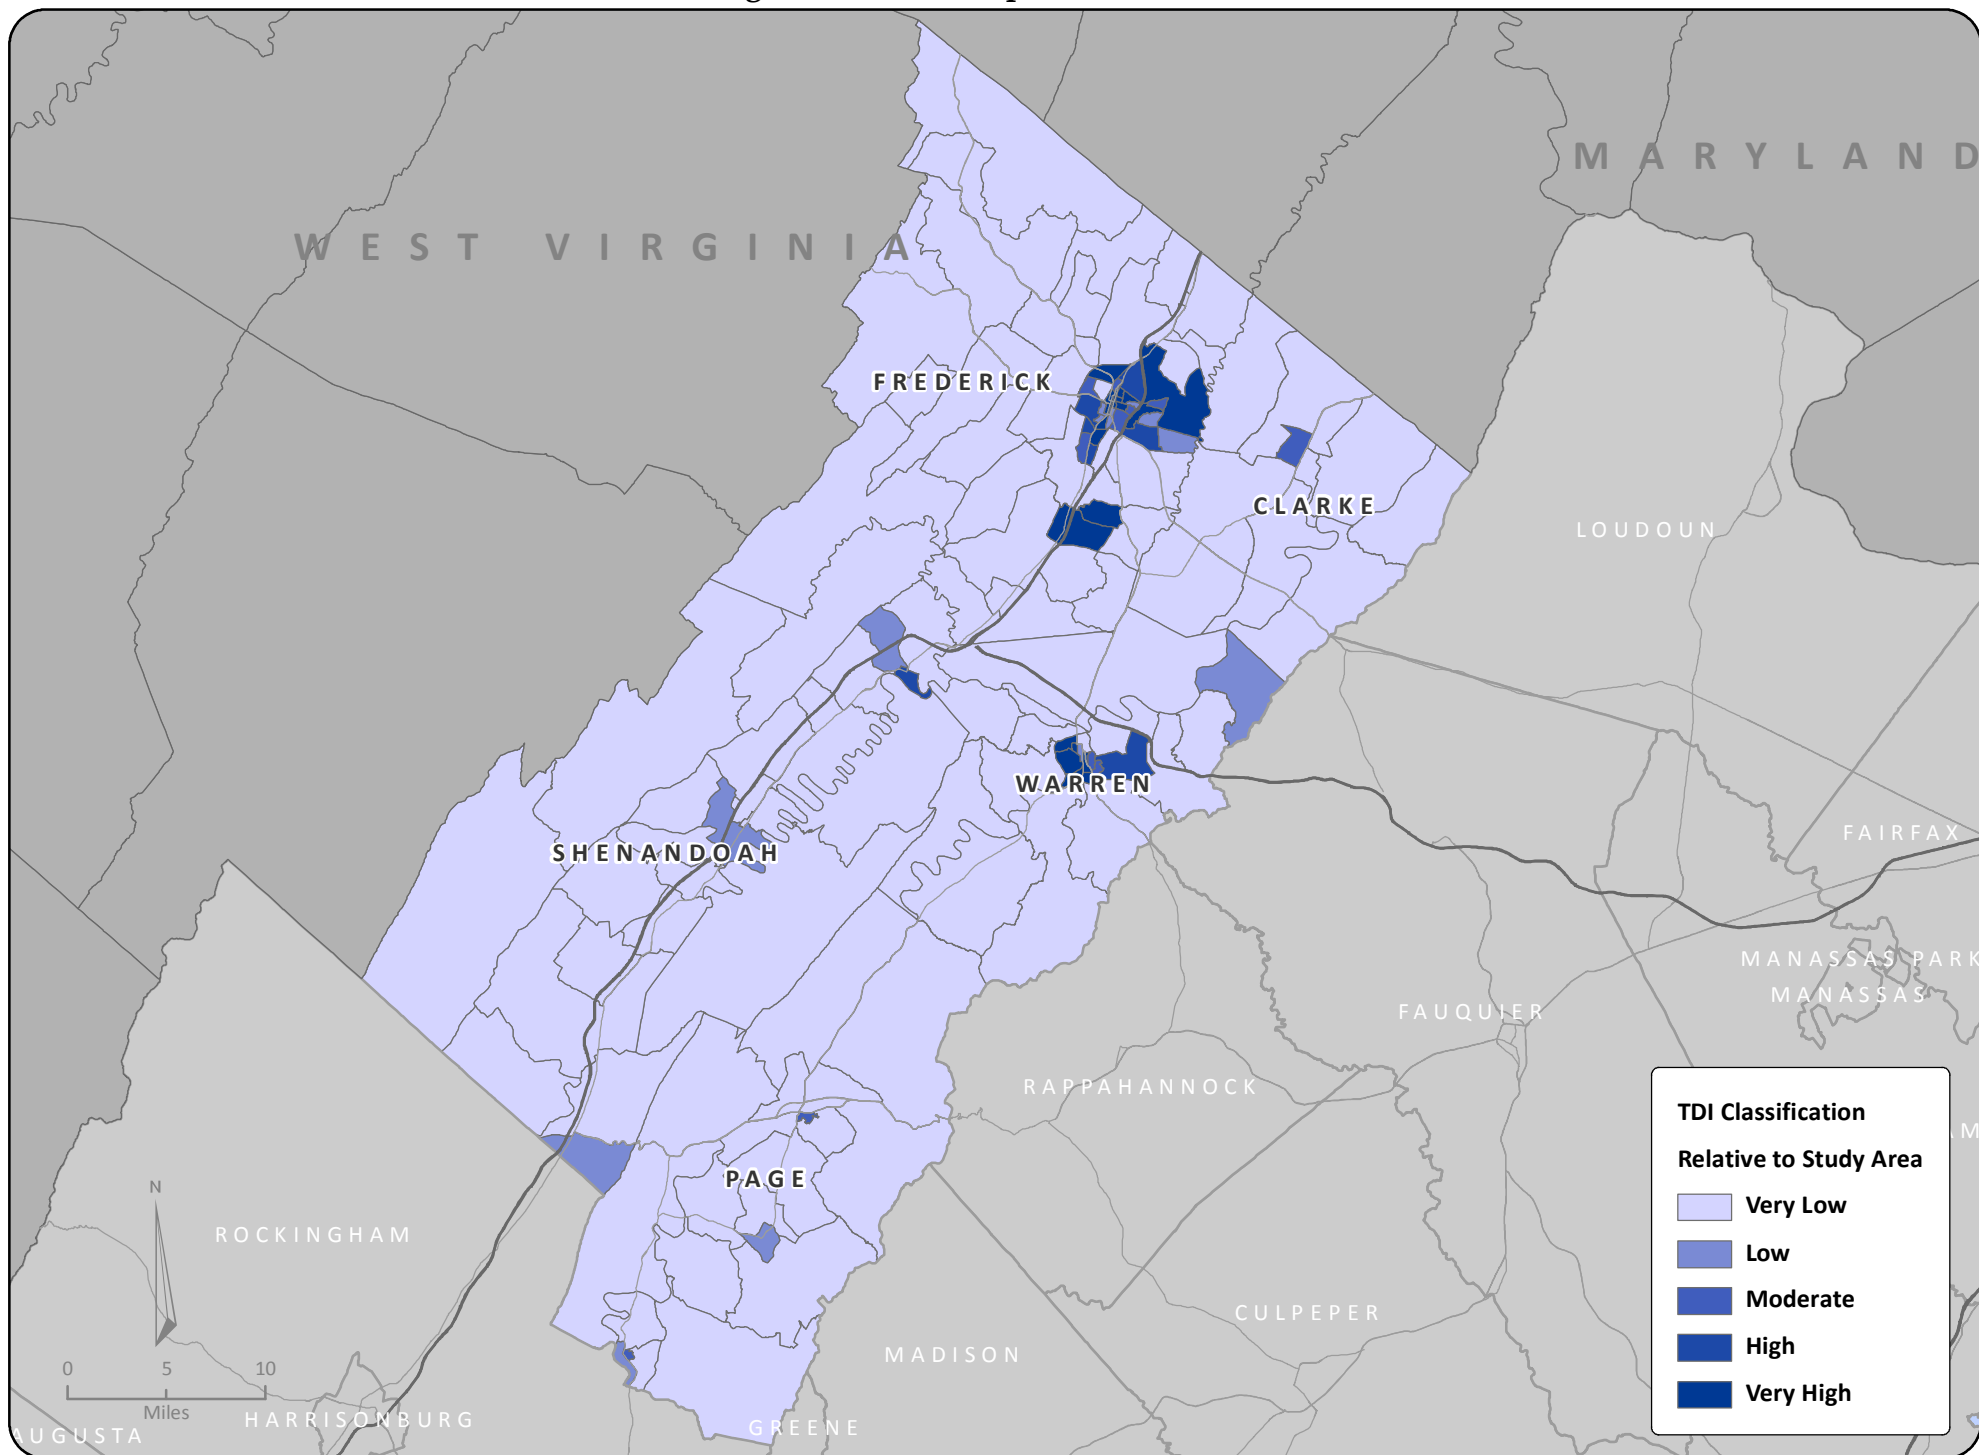 MARYLAND
WEST VIRGINIA
FREDERICK
CLARKE
LOUDOUN
WARREN
FAIRFAX
SHENANDOAH
MANASSAS PARK
MANASSAS
FAUQUIER
RAPPAHANNOCK
PAGE
ROCKINGHAM
CULPEPER
MADISON
HARRISONBURG
GREENE
AUGUSTA
N
0 5 10
Miles
TDI Classification
Relative to Study Area
Very Low
Low
Moderate
High
Very High